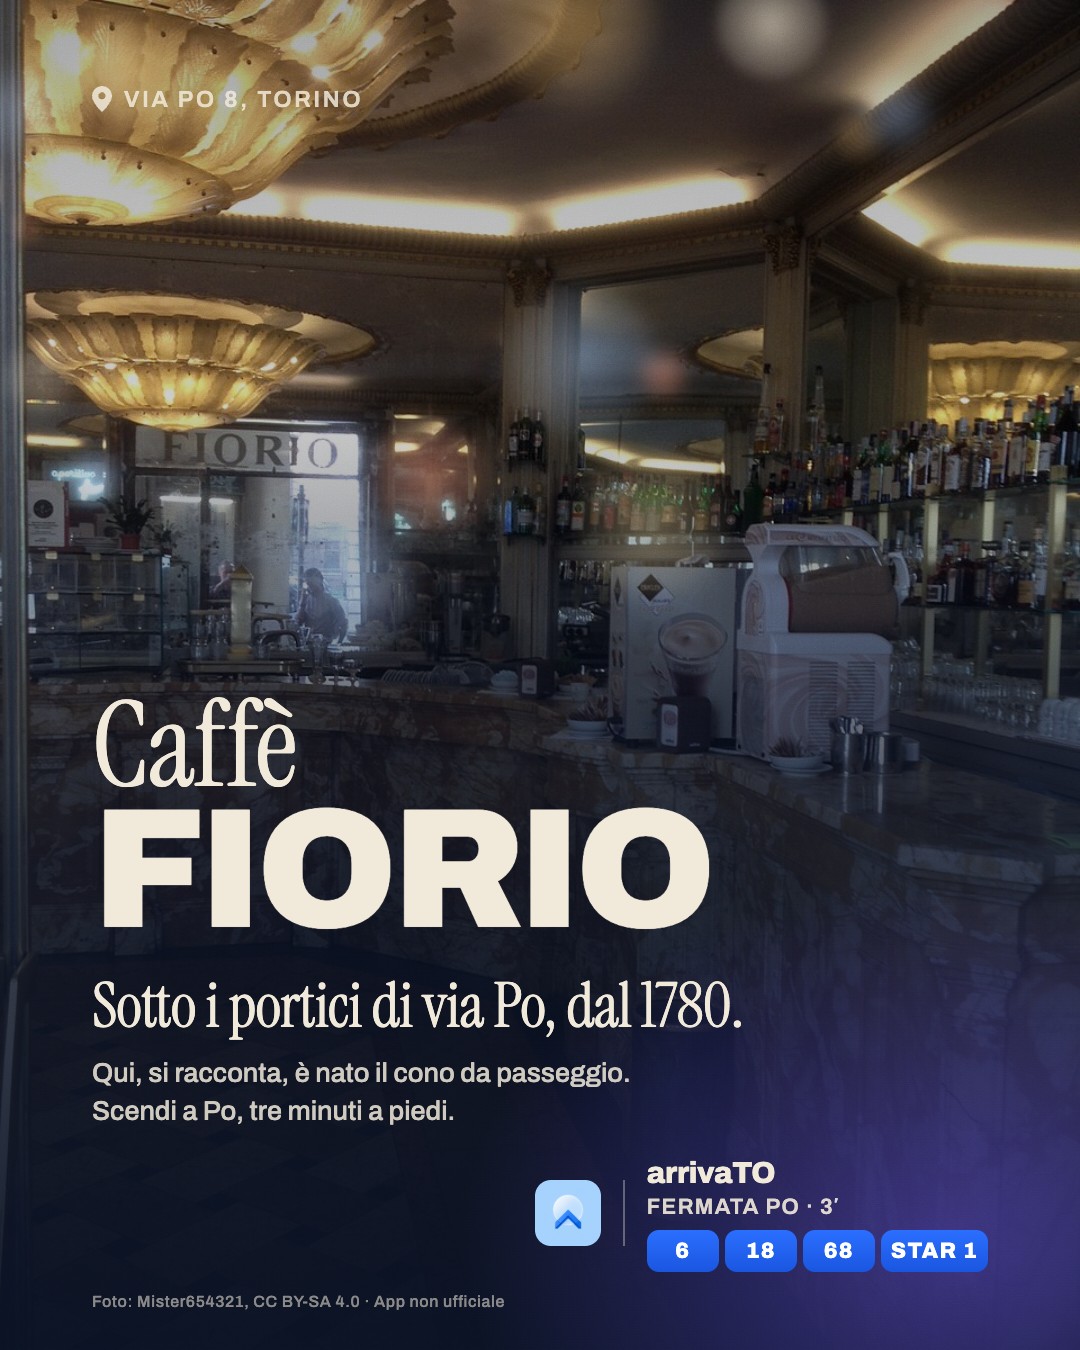 VIA PO 8, TORINO
FIORIO
Caffè
FIORIO
Sotto i portici di via Po, dal 1780.
Qui, si racconta, è nato il cono da passeggio.
Scendi a Po, tre minuti a piedi.
arrivaTO
FERMATA PO · 3′
6 18 68 STAR 1
Foto: Mister654321, CC BY-SA 4.0 · App non ufficiale